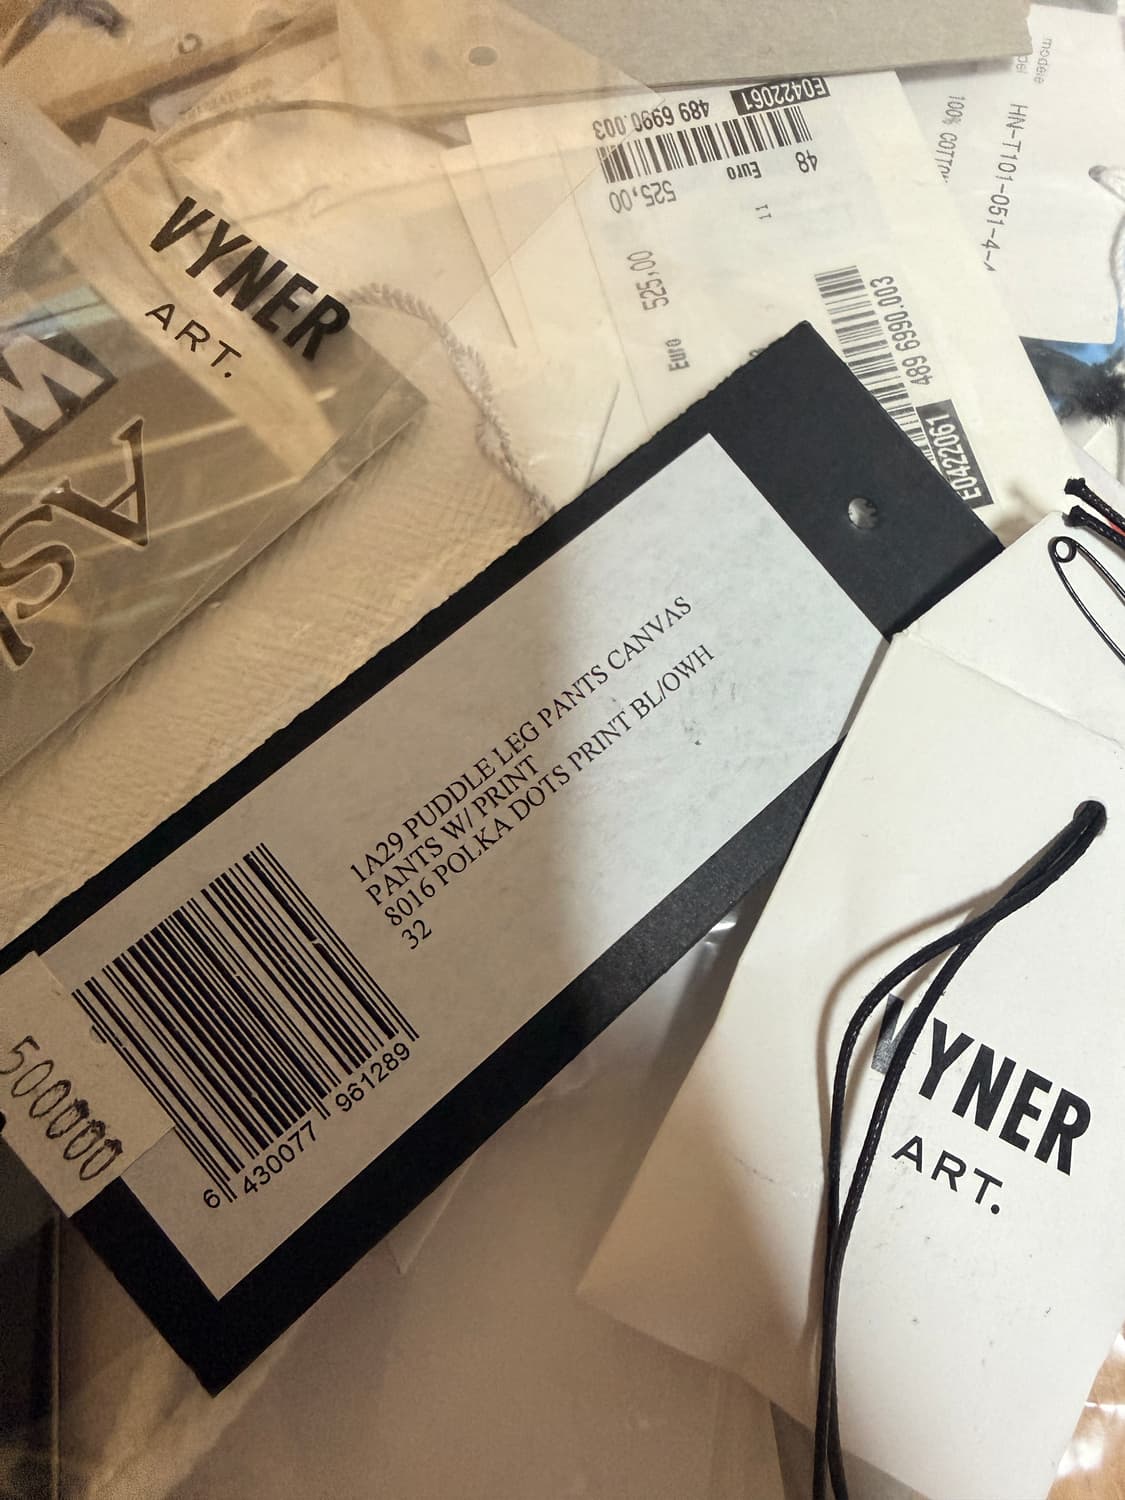 modèle
100% COTTON
HN-T101-051-4-
E0422061
489 6990.003
48
Euro
525,00
11
Euro 525,00
489 6990.003
E0422061
VYNER
ART.
1A29 PUDDLE LEG PANTS CANVAS
PANTS W/ PRINT
8016 POLKA DOTS PRINT BL/OWH
32
6 430077 961289
500000
VYNER
ART.